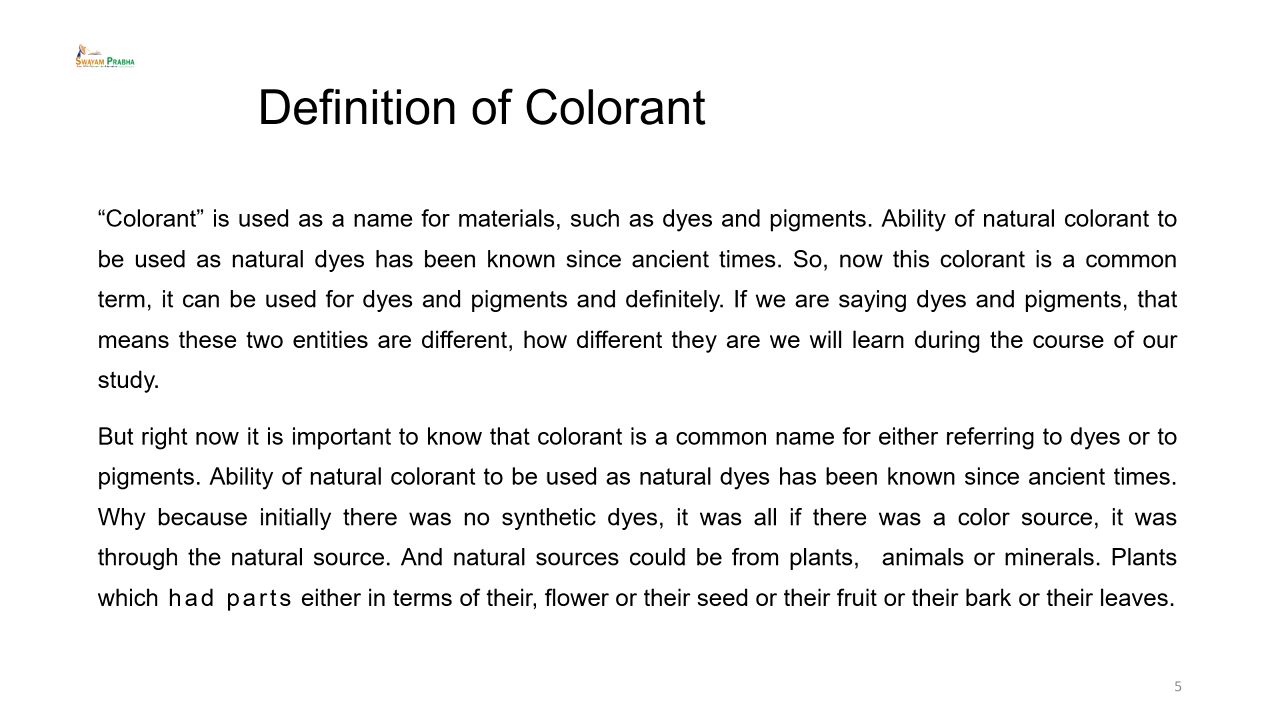 SWAYAM PRABHA
Definition of Colorant
“Colorant” is used as a name for materials, such as dyes and pigments. Ability of natural colorant to
be used as natural dyes has been known since ancient times. So, now this colorant is a common
term, it can be used for dyes and pigments and definitely. If we are saying dyes and pigments, that
means these two entities are different, how different they are we will learn during the course of our
study.
But right now it is important to know that colorant is a common name for either referring to dyes or to
pigments. Ability of natural colorant to be used as natural dyes has been known since ancient times.
Why because initially there was no synthetic dyes, it was all if there was a color source, it was
through the natural source. And natural sources could be from plants, animals or minerals. Plants
which had parts either in terms of their, flower or their seed or their fruit or their bark or their leaves.
5